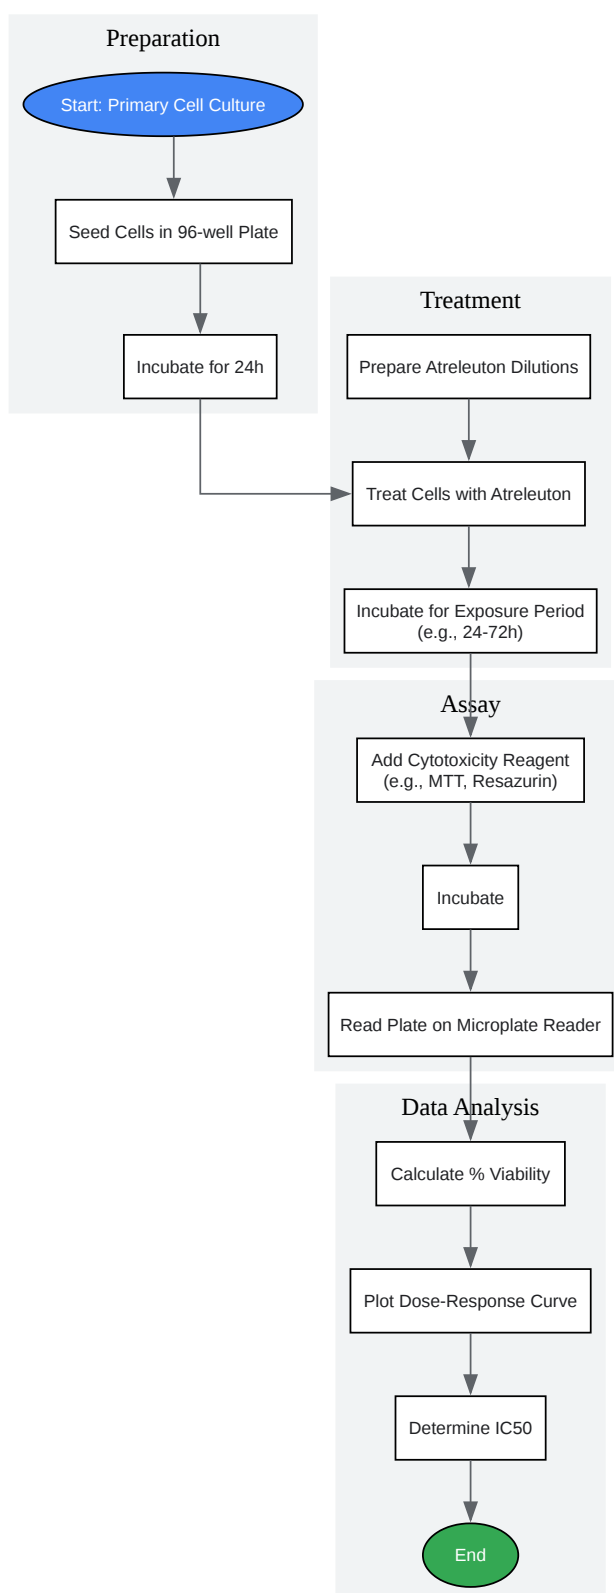 Preparation
Start: Primary Cell Culture
Seed Cells in 96-well Plate
Incubate for 24h
Treatment
Prepare Atreleuton Dilutions
Treat Cells with Atreleuton
Incubate for Exposure Period
(e.g., 24-72h)
Assay
Add Cytotoxicity Reagent
(e.g., MTT, Resazurin)
Incubate
Read Plate on Microplate Reader
Data Analysis
Calculate % Viability
Plot Dose-Response Curve
Determine IC50
End